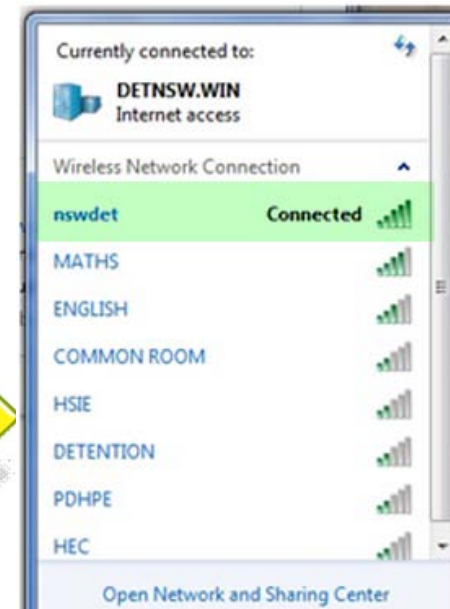 Currently connected to:
DETNSW.WIN
Internet access
Wireless Network Connection
nswdet Connected
MATHS
ENGLISH
COMMON ROOM
HSIE
DETENTION
PDHPE
HEC
Open Network and Sharing Center